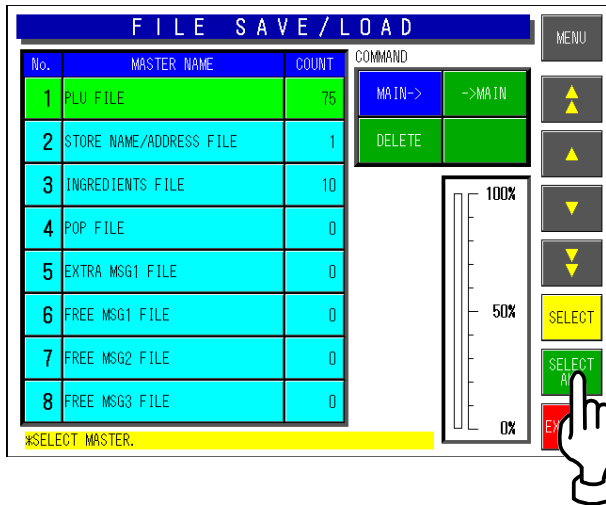 FILE SAVE/LOAD
MENU
No. MASTER NAME COUNT
COMMAND
1 PLU FILE 75
MAIN-> ->MAIN
2 STORE NAME/ADDRESS FILE 1
DELETE
3 INGREDIENTS FILE 10
100%
4 POP FILE 0
5 EXTRA MSG1 FILE 0
6 FREE MSG1 FILE 0
50%
SELECT
7 FREE MSG2 FILE 0
SELECT
8 FREE MSG3 FILE 0
0%
*SELECT MASTER.